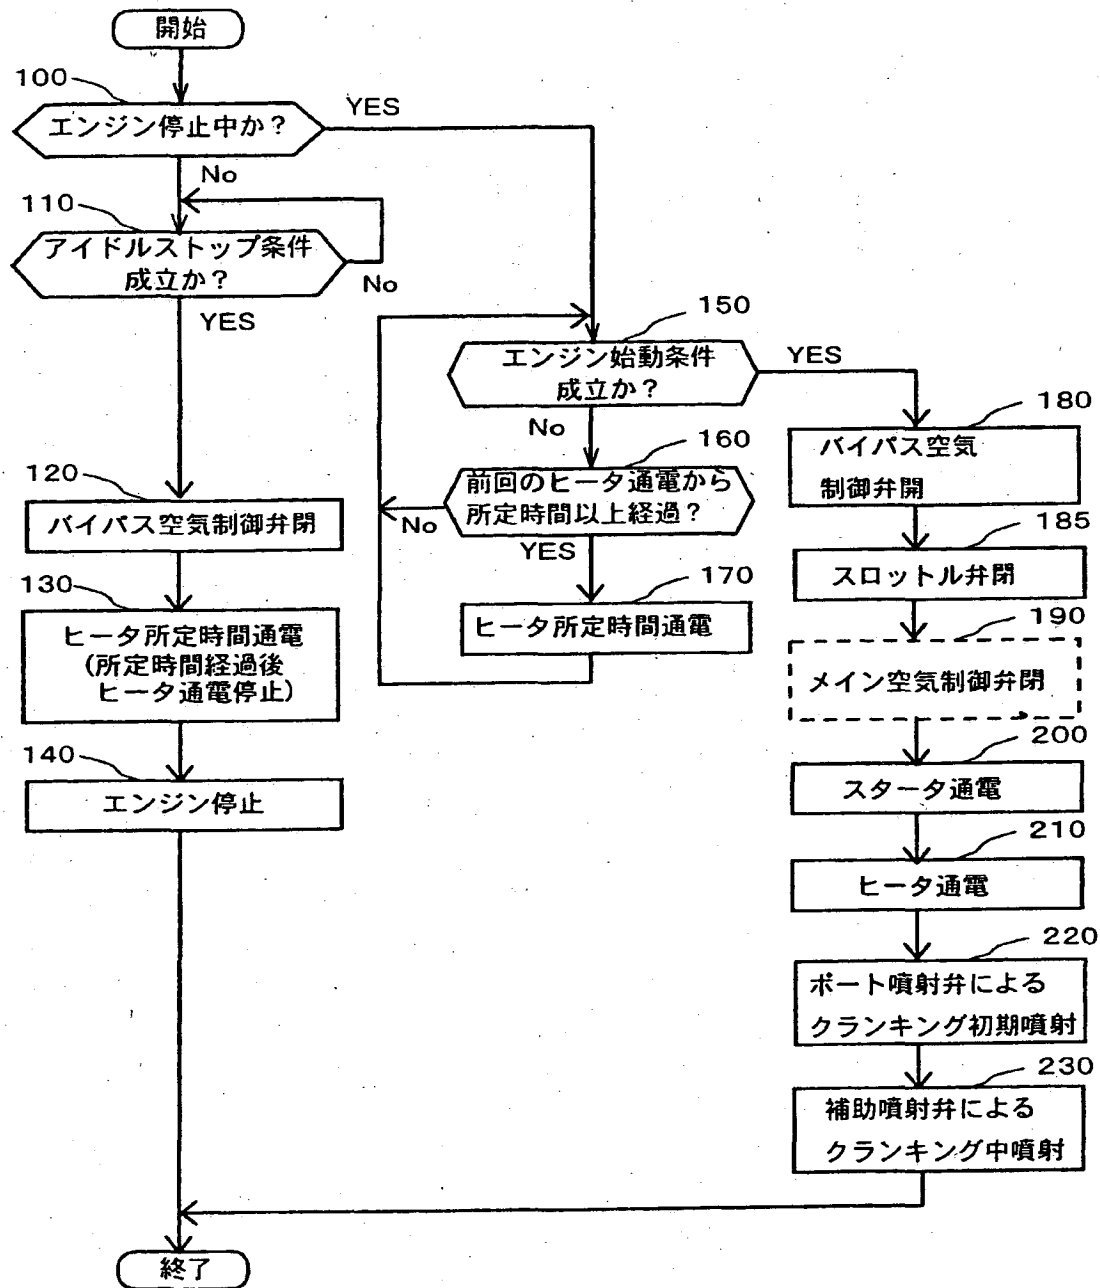 開始
100
エンジン停止中か?
YES
No
110
アイドルストップ条件
成立か?
No
YES
150
エンジン始動条件
成立か?
YES
No
160
前回のヒータ通電から
所定時間以上経過?
No
YES
170
ヒータ所定時間通電
120
バイパス空気制御弁閉
130
ヒータ所定時間通電
(所定時間経過後
ヒータ通電停止)
140
エンジン停止
180
バイパス空気
制御弁開
185
スロットル弁閉
190
メイン空気制御弁閉
200
スタータ通電
210
ヒータ通電
220
ポート噴射弁による
クランキング初期噴射
230
補助噴射弁による
クランキング中噴射
終了